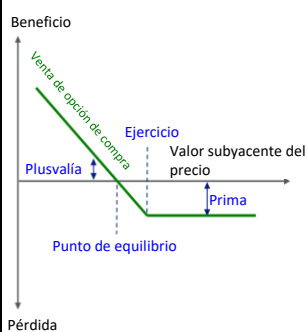 Beneficio
Venta de opción de compra
Ejercicio
Valor subyacente del
precio
Plusvalía
Prima
Punto de equilibrio
Pérdida